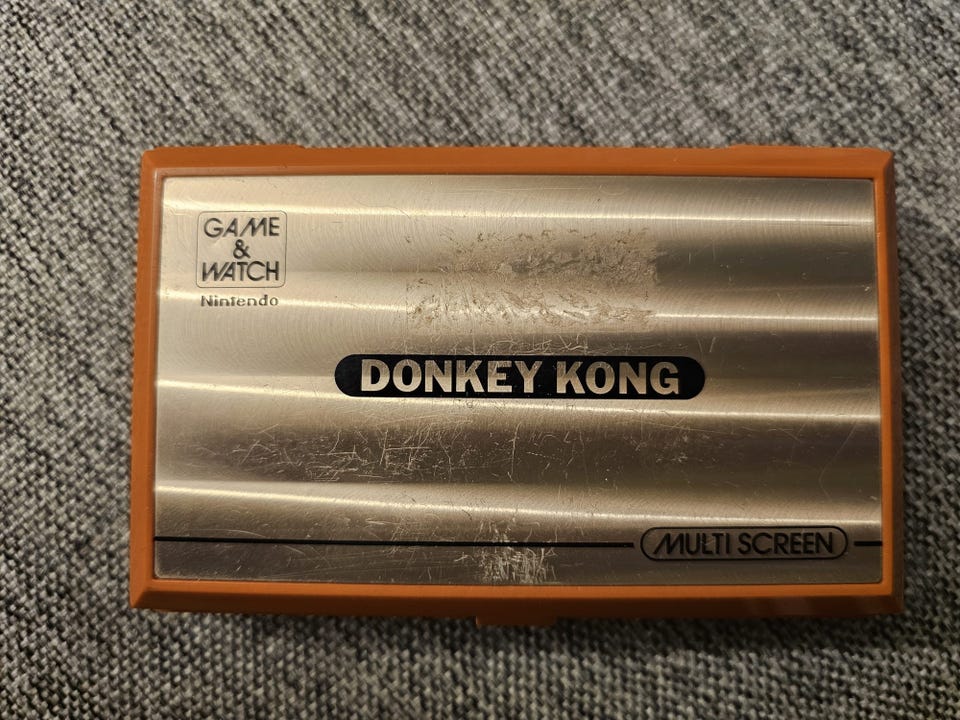 GAME
&
WATCH
Nintendo
DONKEY KONG
MULTI SCREEN